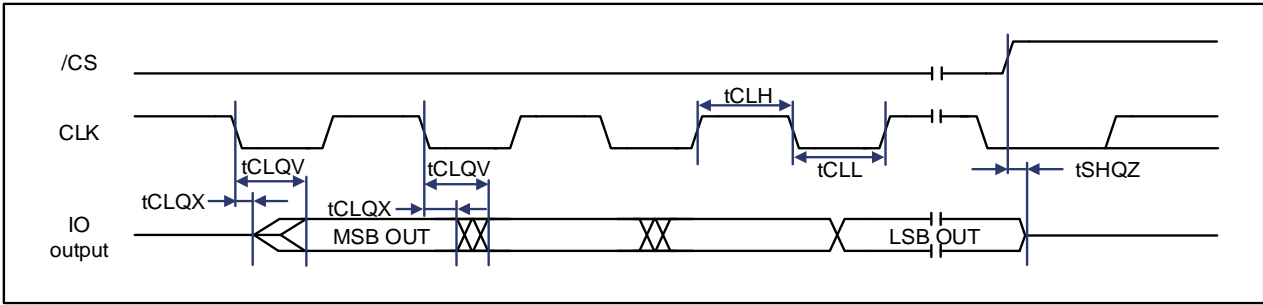 /CS
tCLH
CLK
tCLQV
tCLQV
tCLL
tSHQZ
tCLQX
tCLQX
IO
output
MSB OUT
LSB OUT